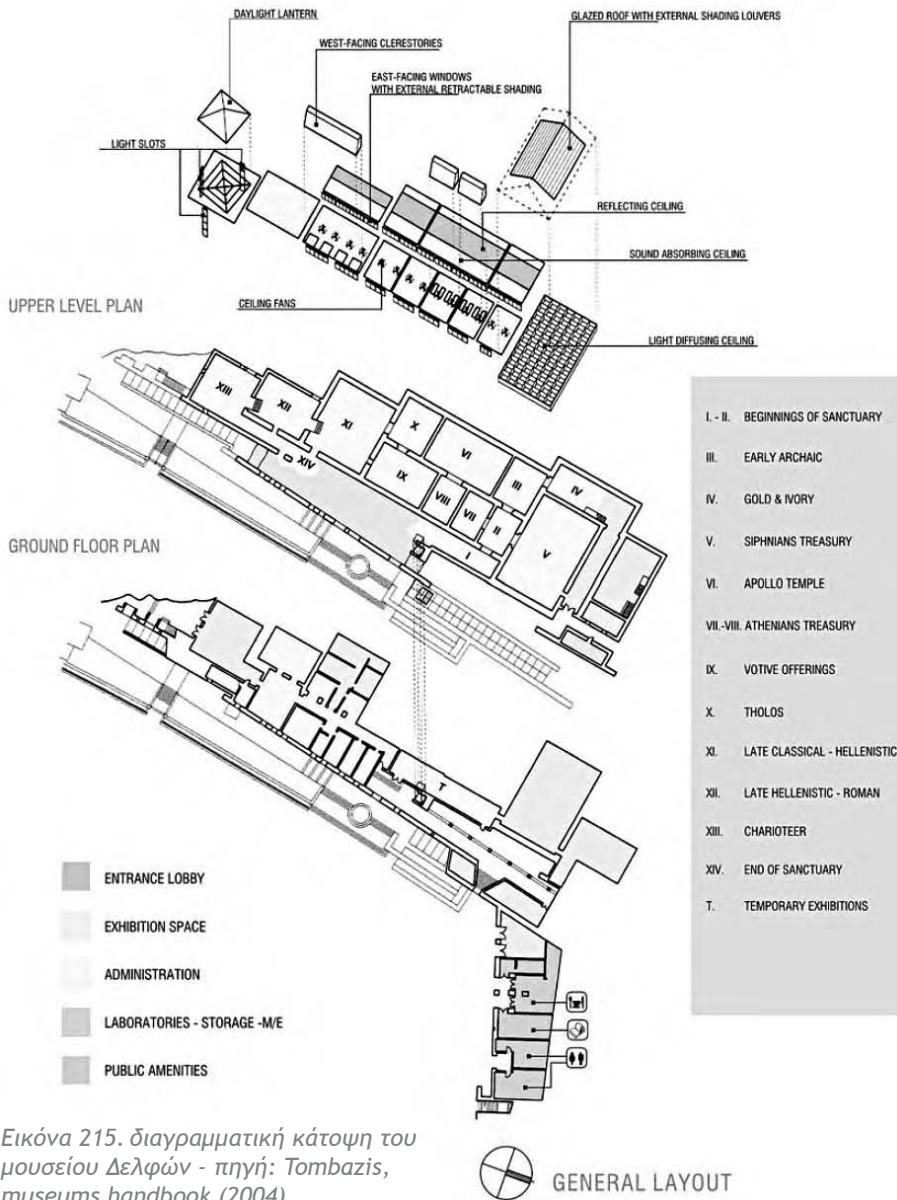 DAYLIGHT LANTERN
GLAZED ROOF WITH EXTERNAL SHADING LOUVERS
WEST-FACING CLERESTORIES
EAST-FACING WINDOWS
WITH EXTERNAL RETRACTABLE SHADING
LIGHT SLOTS
REFLECTING CEILING
SOUND ABSORBING CEILING
CEILING FANS
UPPER LEVEL PLAN
LIGHT DIFFUSING CEILING
XIII
XII
XI
X
VI
XIV
IX
III
IV
VIII
VII
II
V
I
GROUND FLOOR PLAN
I. - II. BEGINNINGS OF SANCTUARY
III. EARLY ARCHAIC
IV. GOLD & IVORY
V. SIPHNIANS TREASURY
VI. APOLLO TEMPLE
VII.-VIII. ATHENIANS TREASURY
IX. VOTIVE OFFERINGS
X. THOLOS
XI. LATE CLASSICAL - HELLENISTIC
XII. LATE HELLENISTIC - ROMAN
XIII. CHARIOTEER
XIV. END OF SANCTUARY
T. TEMPORARY EXHIBITIONS
T
ENTRANCE LOBBY
EXHIBITION SPACE
ADMINISTRATION
LABORATORIES - STORAGE -M/E
PUBLIC AMENITIES
Εικόνα 215. διαγραμματική κάτοψη του
μουσείου Δελφών - πηγή: Tombazis,
museums handbook (2004)
GENERAL LAYOUT